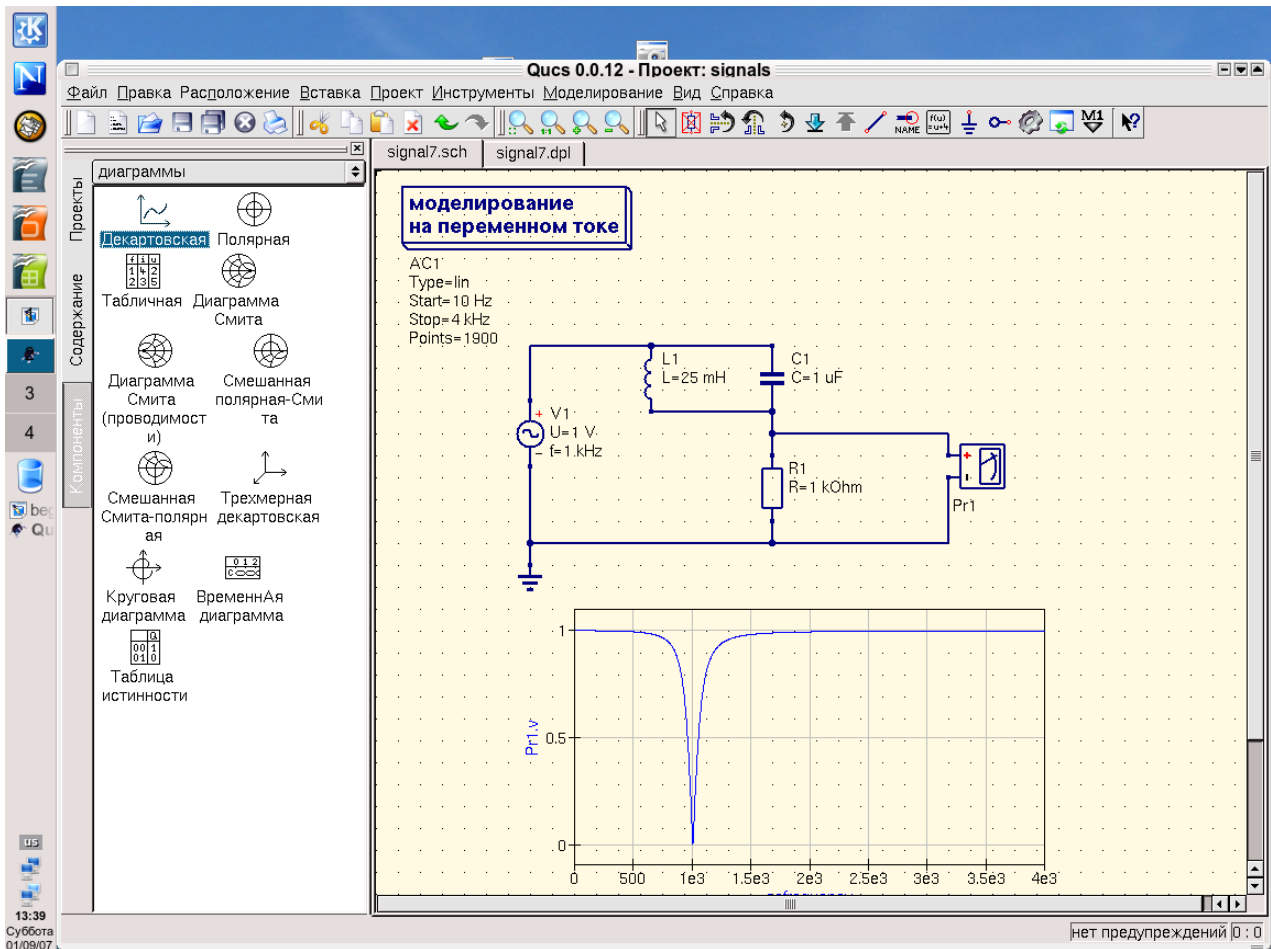 Qucs 0.0.12 - Проект: signals
Файл Правка Расположение Вставка Проект Инструменты Моделирование Вид Справка
NAME
f(ω)
M1
signal7.sch
signal7.dpl
диаграммы
Проекты
Содержание
Компоненты
Декартовская
Полярная
Табличная
Диаграмма
Смита
Диаграмма
Смита
(проводимост
и)
Смешанная
полярная-Сми
та
Смешанная
Смита-полярн
ая
Трехмерная
декартовская
Круговая
диаграмма
ВременнАя
диаграмма
Таблица
истинности
моделирование
на переменном токе
AC1
Type=lin
Start=10 Hz
Stop=4 kHz
Points=1900
L1
L=25 mH
C1
C=1 uF
+ V1
U=1 V
− f=1 kHz
R1
R=1 kOhm
Pr1
Pr1.v
1
0.5
0
0 500 1e3 1.5e3 2e3 2.5e3 3e3 3.5e3 4e3
3
4
beg
Qu
us
13:39
Суббота
01/09/07
нет предупреждений 0 : 0